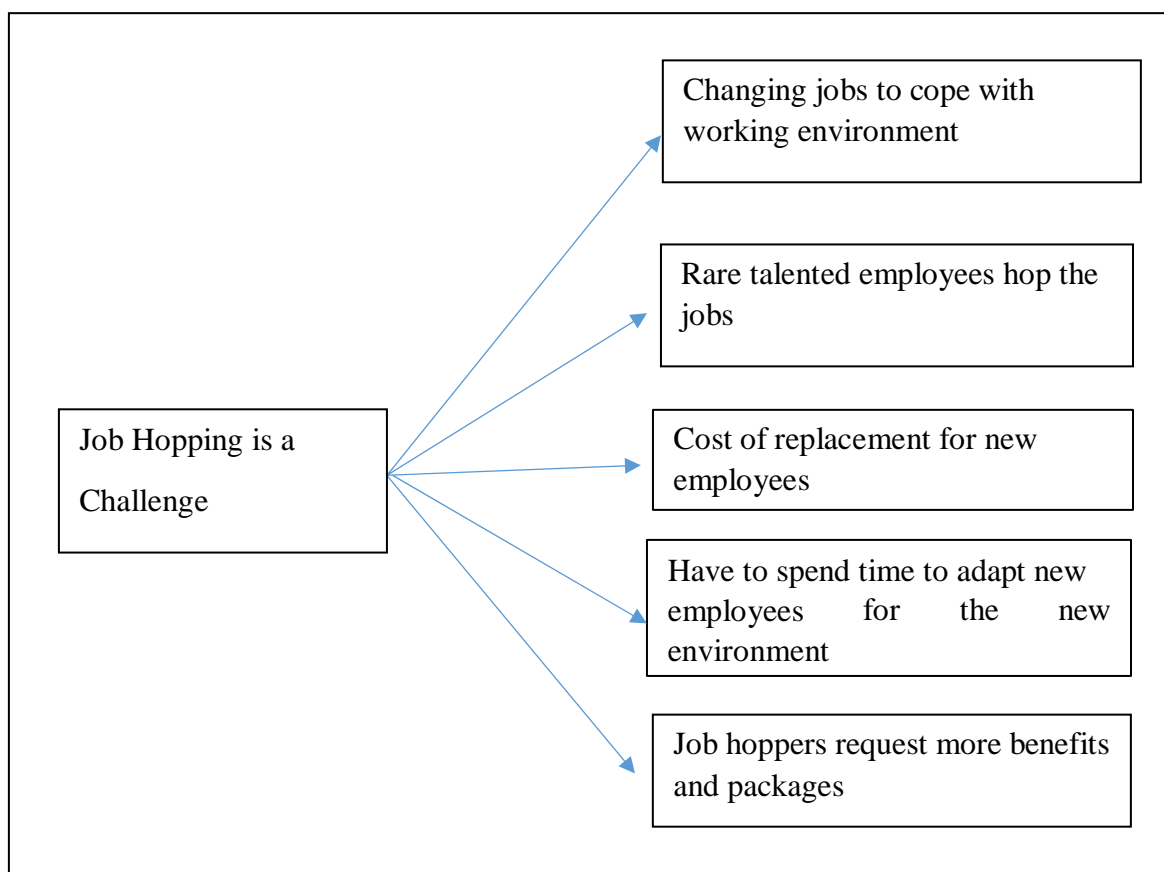 Changing jobs to cope with
working environment
Rare talented employees hop the
jobs
Job Hopping is a
Challenge
Cost of replacement for new
employees
Have to spend time to adapt new
employees for the new
environment
Job hoppers request more benefits
and packages